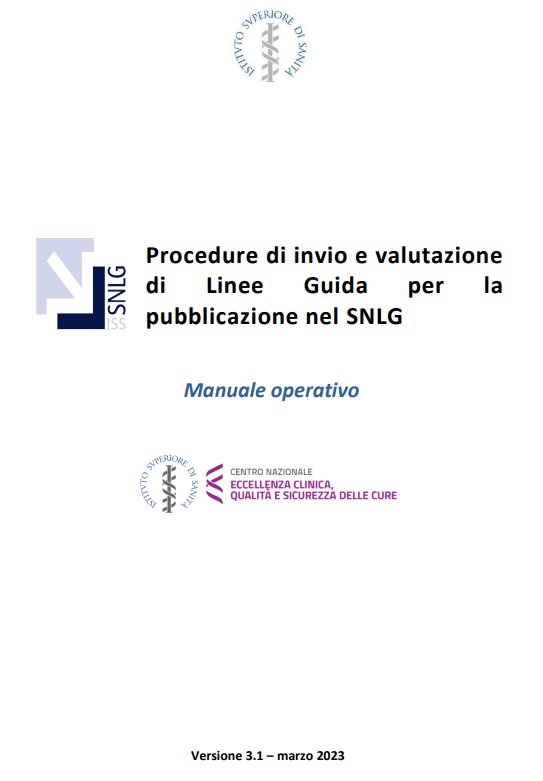 ISTITVTO SVPERIORE DI SANITÀ
SNLG
ISS
Procedure di invio e valutazione
di Linee Guida per la
pubblicazione nel SNLG
Manuale operativo
ISTITVTO SVPERIORE DI SANITÀ
CENTRO NAZIONALE
ECCELLENZA CLINICA,
QUALITÀ E SICUREZZA DELLE CURE
Versione 3.1 – marzo 2023